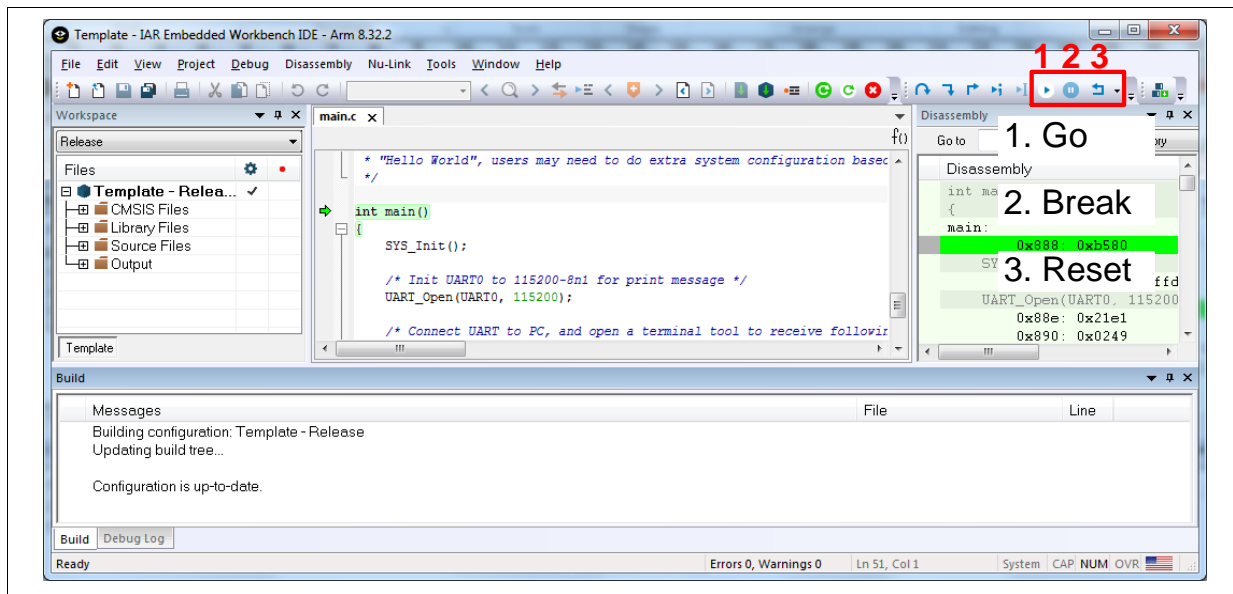 Template - IAR Embedded Workbench IDE - Arm 8.32.2
File Edit View Project Debug Disassembly Nu-Link Tools Window Help
1 2 3
Workspace
Release
Files
Template - Relea...
CMSIS Files
Library Files
Source Files
Output
Template
main.c
f()
* "Hello World", users may need to do extra system configuration based
*/
int main()
{
SYS_Init();
/* Init UART0 to 115200-8n1 for print message */
UART_Open(UART0, 115200);
/* Connect UART to PC, and open a terminal tool to receive followin
Disassembly
Go to
1. Go
Disassembly
int ma
{
2. Break
main:
0x888: 0xb580
SY
3. Reset
ffd
UART_Open(UART0, 115200
0x88e: 0x21e1
0x890: 0x0249
Build
Messages File Line
Building configuration: Template - Release
Updating build tree...
Configuration is up-to-date.
Build Debug Log
Ready Errors 0, Warnings 0 Ln 51, Col 1 System CAP NUM OVR